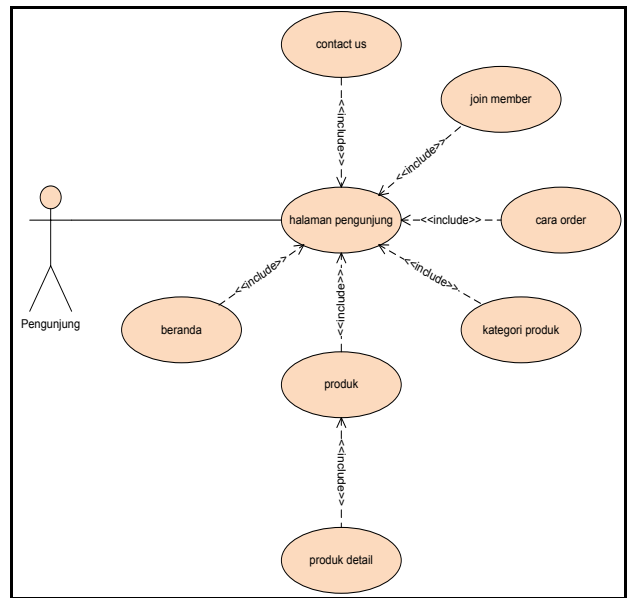 contact us
<<include>>
join member
<<include>>
halaman pengunjung
<<include>>
cara order
Pengunjung
<<include>>
beranda
<<include>>
<<include>>
kategori produk
produk
<<include>>
produk detail